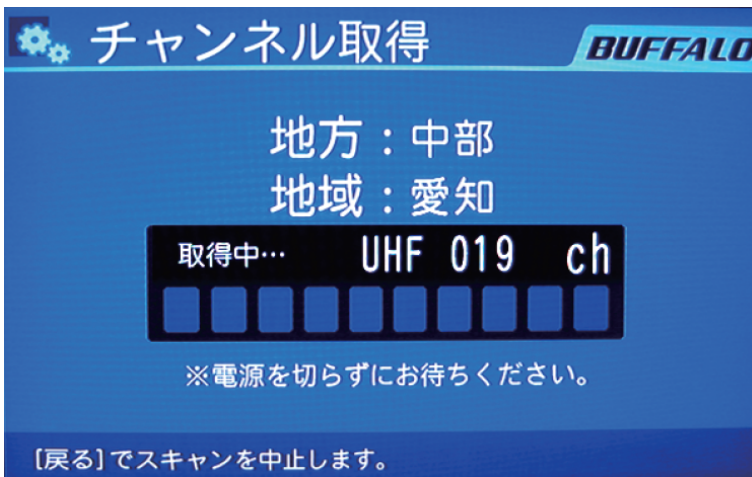 チャンネル取得
BUFFALO
地方：中部
地域：愛知
取得中… UHF 019 ch
※電源を切らずにお待ちください。
[戻る]でスキャンを中止します。